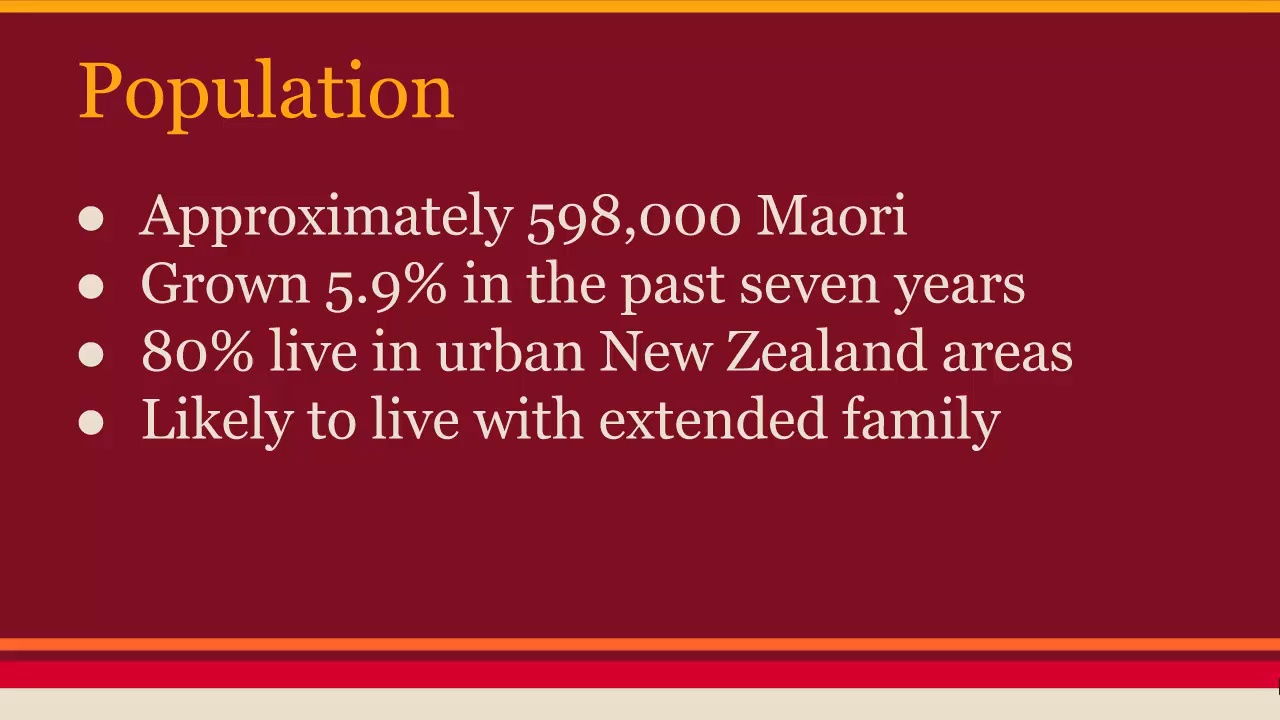 Population
● Approximately 598,000 Maori
● Grown 5.9% in the past seven years
● 80% live in urban New Zealand areas
● Likely to live with extended family